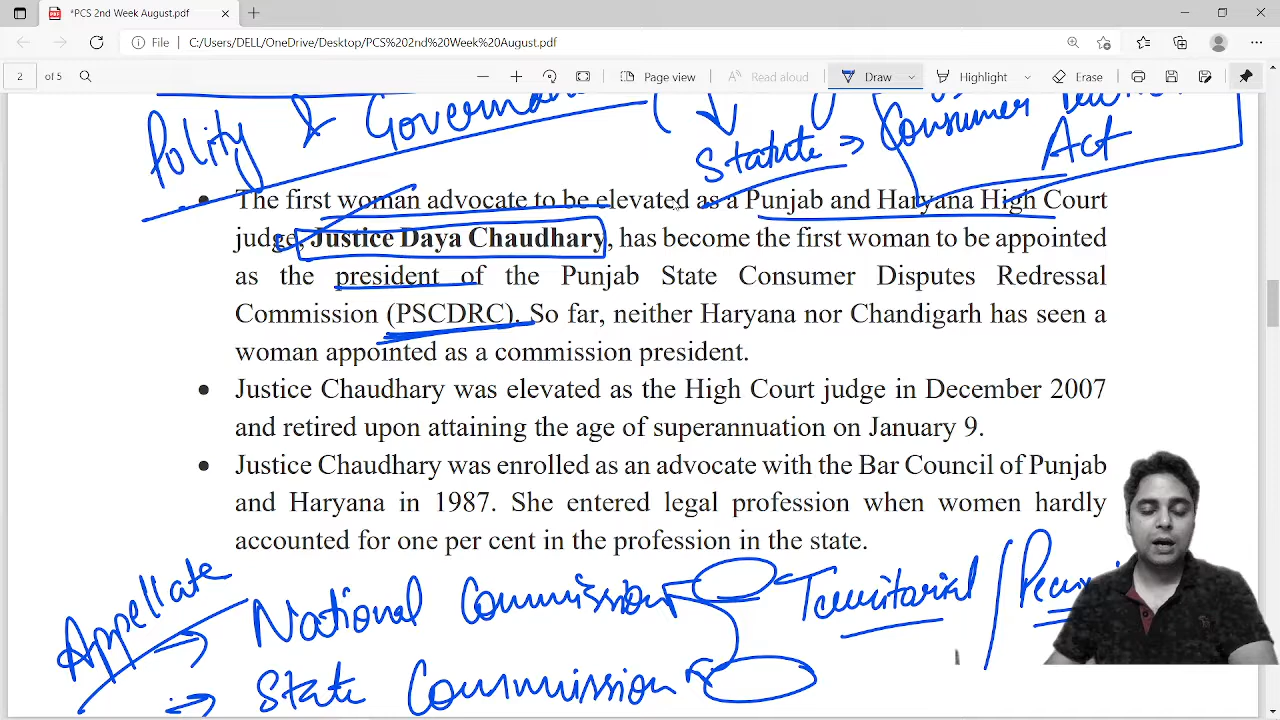 *PCS 2nd Week August.pdf
File
C:/Users/DELL/OneDrive/Desktop/PCS%202nd%20Week%20August.pdf
2 of 5
Page view
Read aloud
Draw
Highlight
Erase
Polity & Governance
Statute → Consumer
Act
• The first woman advocate to be elevated as a Punjab and Haryana High Court
judge, Justice Daya Chaudhary, has become the first woman to be appointed
as the president of the Punjab State Consumer Disputes Redressal
Commission (PSCDRC). So far, neither Haryana nor Chandigarh has seen a
woman appointed as a commission president.
• Justice Chaudhary was elevated as the High Court judge in December 2007
and retired upon attaining the age of superannuation on January 9.
• Justice Chaudhary was enrolled as an advocate with the Bar Council of Punjab
and Haryana in 1987. She entered legal profession when women hardly
accounted for one per cent in the profession in the state.
Appellate
→ National Commission
Territorial /
→ State Commission